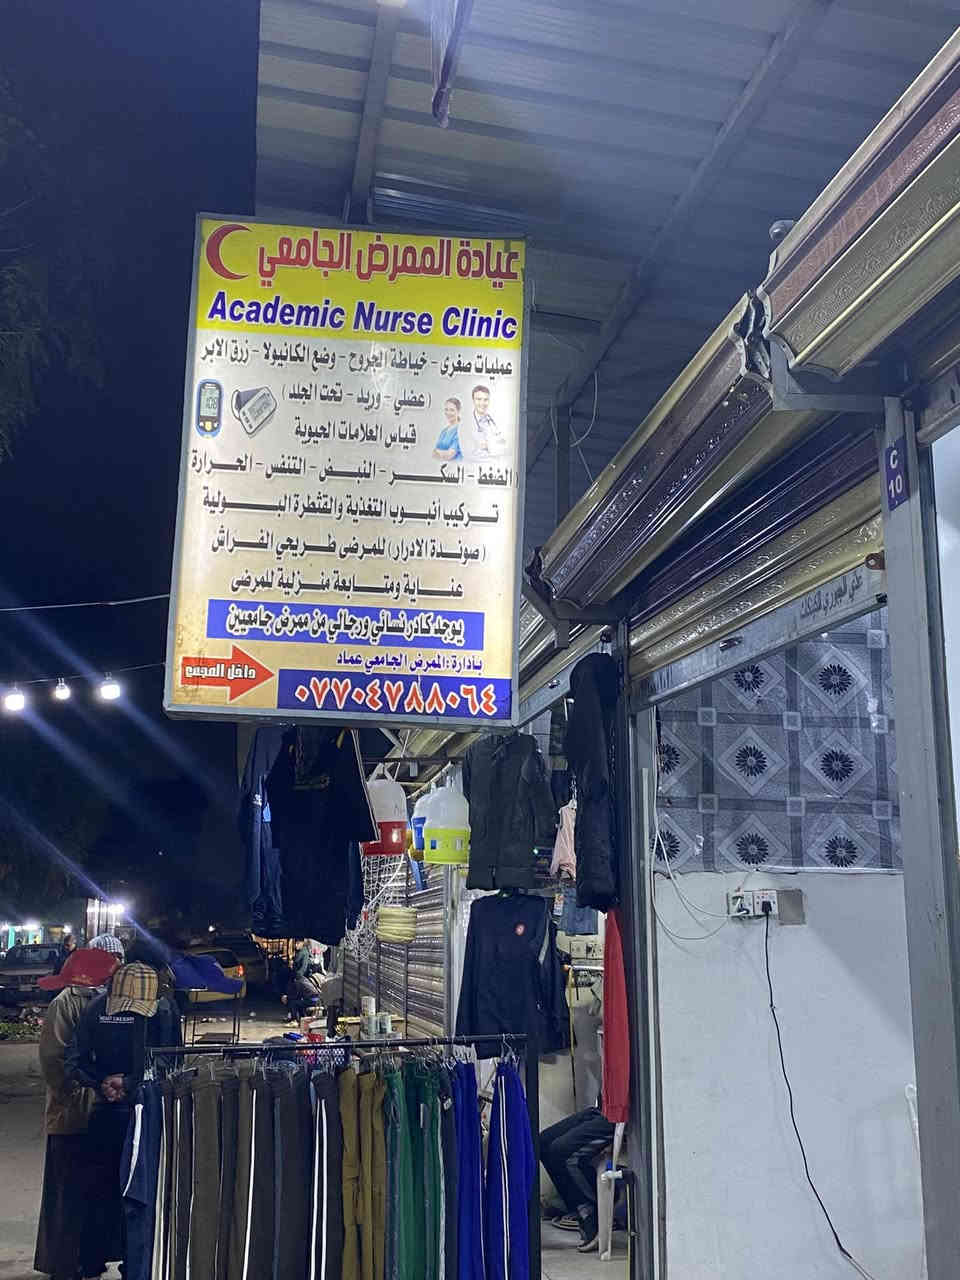 عيادة الممرض الجامعي
Academic Nurse Clinic
عمليات صغرى - خياطة الجروح - وضع الكانيولا - زرق الابر
( عضلي - وريد - تحت الجلد )
قياس العلامات الحيوية
( الضغط - السكر - النبض - التنفس - الحرارة
تركيب أنبوب التغذية والقثطرة البولية
( صوندة الادرار ) للمرضى طريحي الفراش
عناية ومتابعة منزلية للمرضى
يوجد كادر نسائي ورجالي من ممرض جامعيين
بأدارة : الممرض الجامعي عماد
داخل المجمع
٠٧٧٠٤٧٨٨٠٦٤
C
10